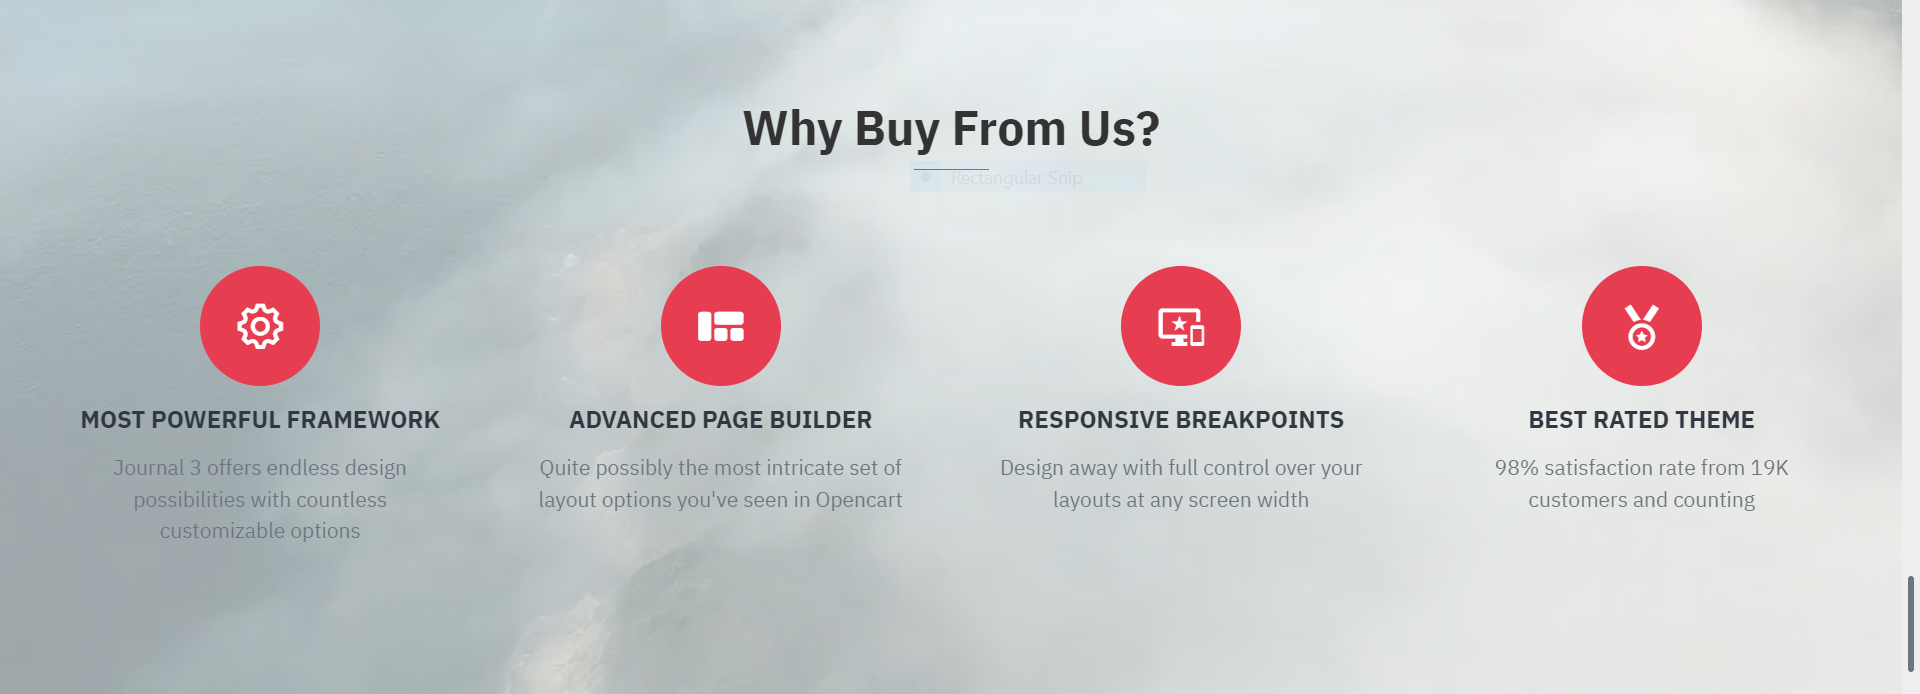 Why Buy From Us?
Rectangular Snip
MOST POWERFUL FRAMEWORK
Journal 3 offers endless design
possibilities with countless
customizable options
ADVANCED PAGE BUILDER
Quite possibly the most intricate set of
layout options you've seen in Opencart
RESPONSIVE BREAKPOINTS
Design away with full control over your
layouts at any screen width
BEST RATED THEME
98% satisfaction rate from 19K
customers and counting